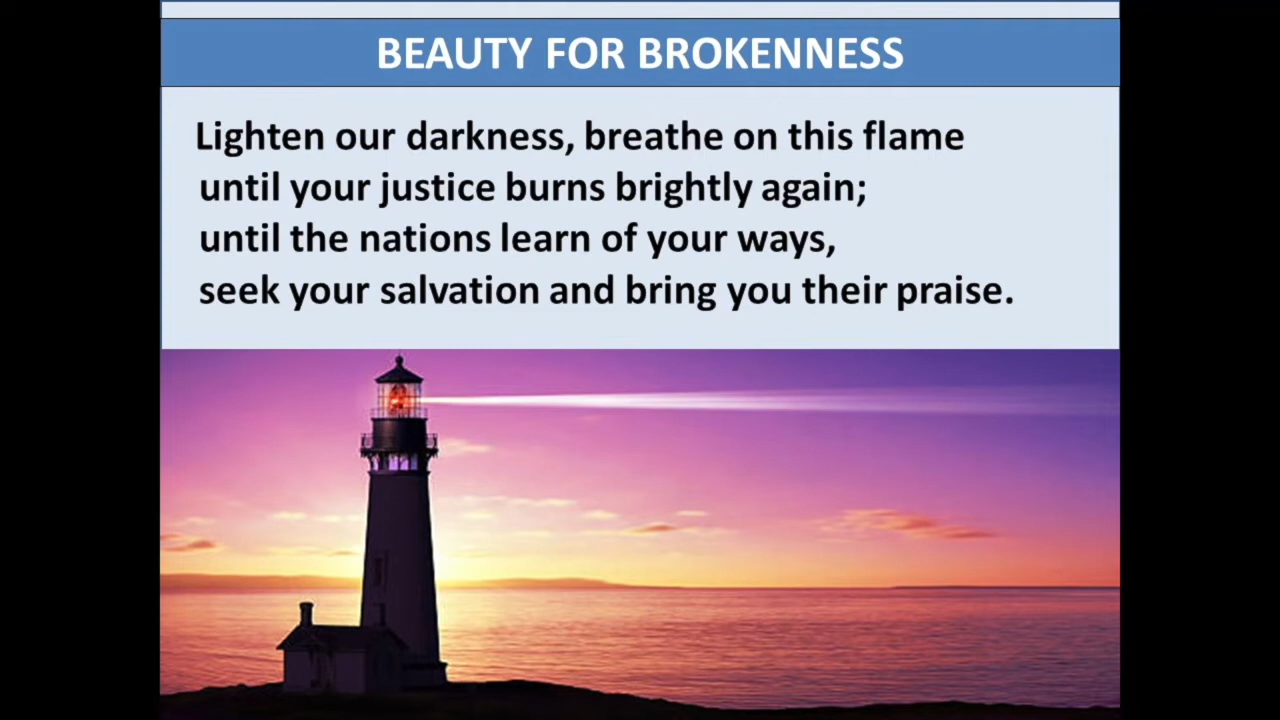 BEAUTY FOR BROKENNESS
Lighten our darkness, breathe on this flame
until your justice burns brightly again;
until the nations learn of your ways,
seek your salvation and bring you their praise.